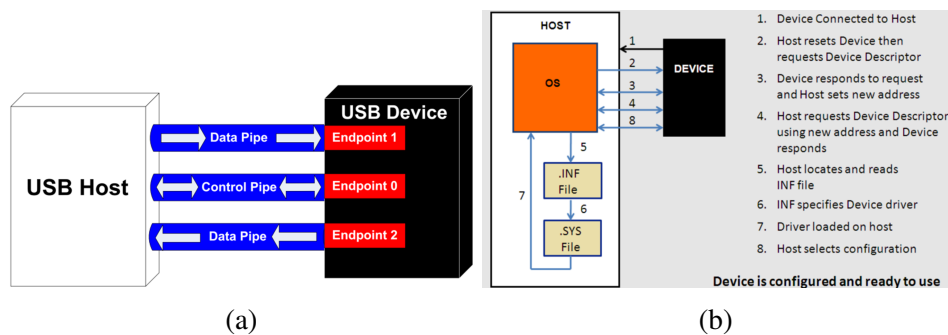 USB Host
USB Device
Data Pipe
Endpoint 1
Control Pipe
Endpoint 0
Data Pipe
Endpoint 2
(a)
HOST
OS
DEVICE
1
2
3
4
8
5
.INF
File
6
7
.SYS
File
1. Device Connected to Host
2. Host resets Device then
requests Device Descriptor
3. Device responds to request
and Host sets new address
4. Host requests Device Descriptor
using new address and Device
responds
5. Host locates and reads
INF file
6. INF specifies Device driver
7. Driver loaded on host
8. Host selects configuration
Device is configured and ready to use
(b)